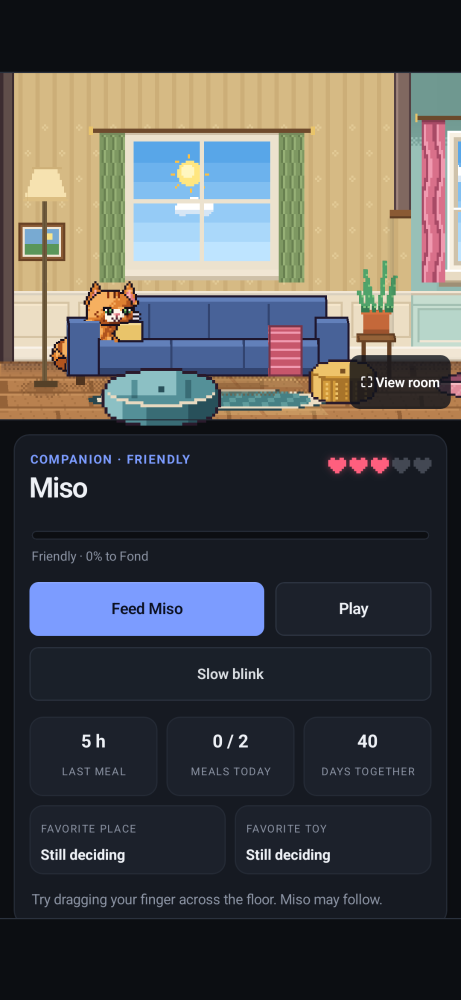 View room
COMPANION · FRIENDLY
Miso
Friendly · 0% to Fond
Feed Miso
Play
Slow blink
5 h
LAST MEAL
0 / 2
MEALS TODAY
40
DAYS TOGETHER
FAVORITE PLACE
Still deciding
FAVORITE TOY
Still deciding
Try dragging your finger across the floor. Miso may follow.